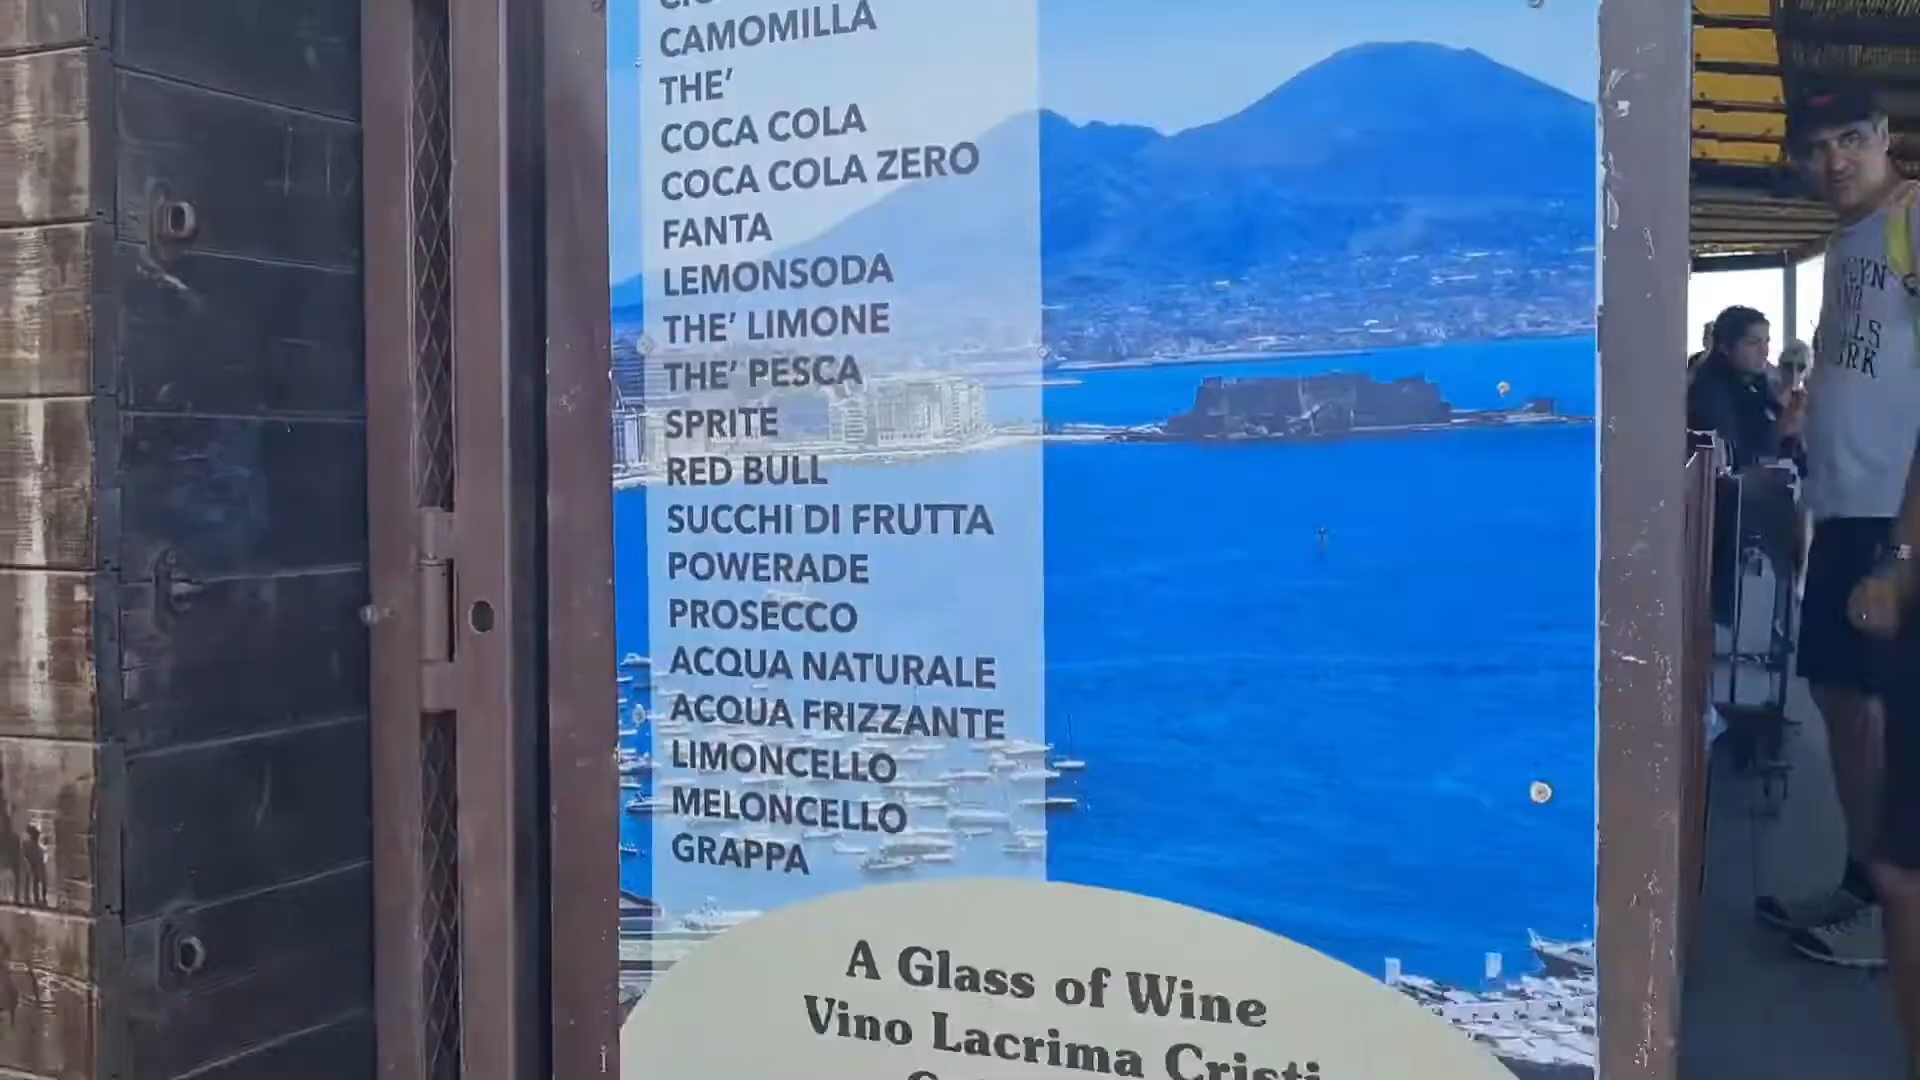 CAMOMILLA
THE'
COCA COLA
COCA COLA ZERO
FANTA
LEMONSODA
THE' LIMONE
THE' PESCA
SPRITE
RED BULL
SUCCHI DI FRUTTA
POWERADE
PROSECCO
ACQUA NATURALE
ACQUA FRIZZANTE
LIMONCELLO
MELONCELLO
GRAPPA
A Glass of Wine
Vino Lacrima Cristi